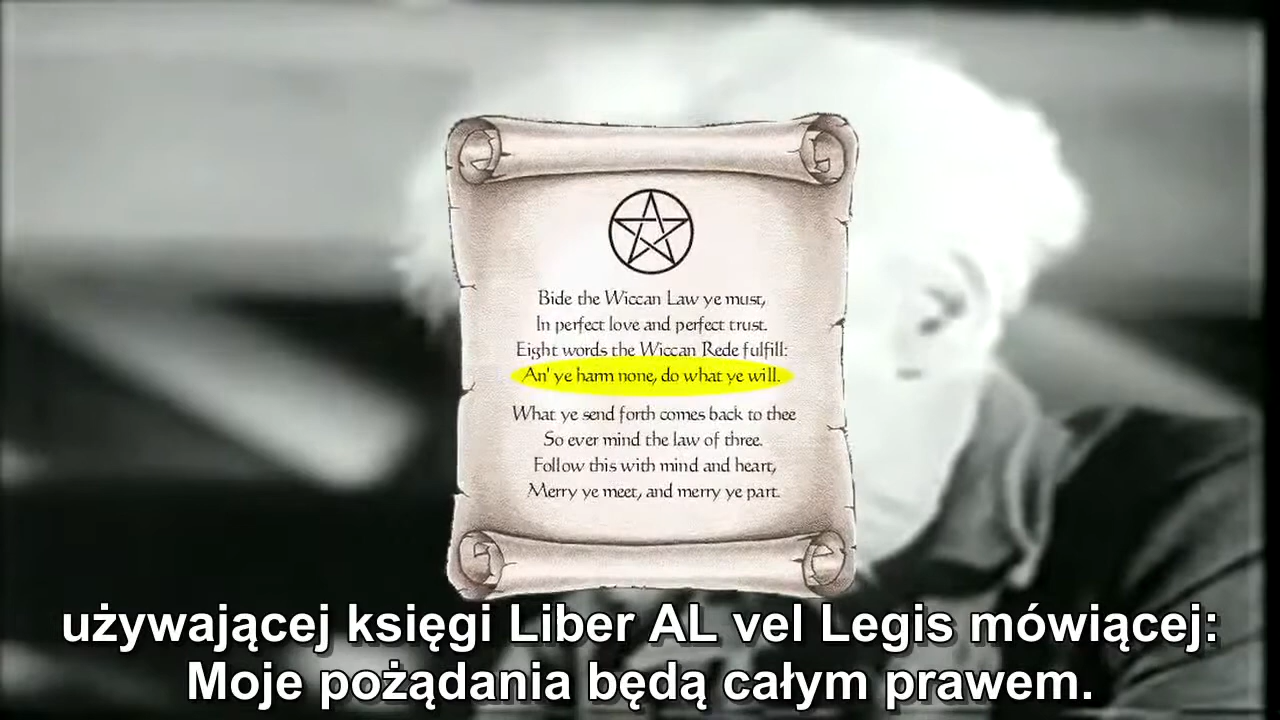 Bide the Wiccan Law ye must,
In perfect love and perfect trust.
Eight words the Wiccan Rede fulfill:
An' ye harm none, do what ye will.
What ye send forth comes back to thee
So ever mind the law of three.
Follow this with mind and heart,
Merry ye meet, and merry ye part.
używającej księgi Liber AL vel Legis mówiącej:
Moje pożądania będą całym prawem.